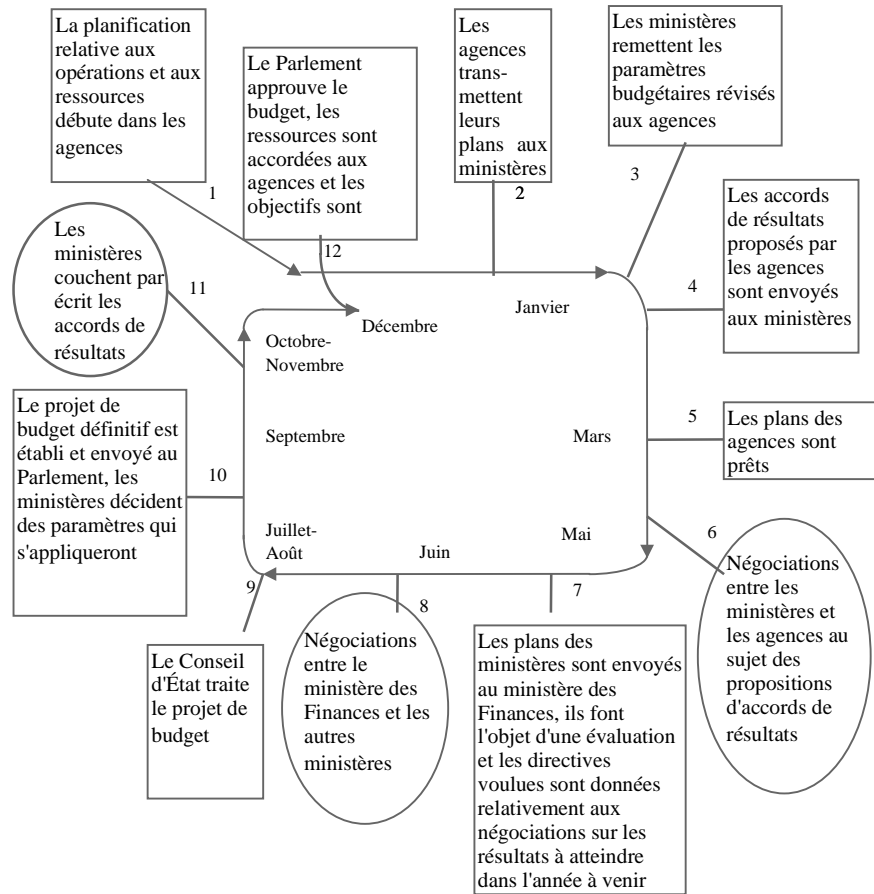 La planification
relative aux
opérations et aux
ressources
débute dans les
agences
1
Le Parlement
approuve le
budget, les
ressources sont
accordées aux
agences et les
objectifs sont
12
Les
agences
trans-
mettent
leurs
plans aux
ministères
2
Les ministères
remettent les
paramètres
budgétaires révisés
aux agences
3
Les accords
de résultats
proposés par
les agences
sont envoyés
aux ministères
4
Les plans des
agences sont
prêts
5
Négociations
entre les
ministères et
les agences au
sujet des
propositions
d'accords de
résultats
6
Les plans des
ministères sont envoyés
au ministère des
Finances, ils font
l'objet d'une évaluation
et les directives
voulues sont données
relativement aux
négociations sur les
résultats à atteindre
dans l'année à venir
7
Négociations
entre le
ministère des
Finances et les
autres
ministères
8
Le Conseil
d'État traite
le projet de
budget
9
Le projet de
budget définitif est
établi et envoyé au
Parlement, les
ministères décident
des paramètres qui
s'appliqueront
10
Les
ministères
couchent par
écrit les
accords de
résultats
11
Janvier
Mars
Mai
Juin
Juillet-
Août
Septembre
Octobre-
Novembre
Décembre